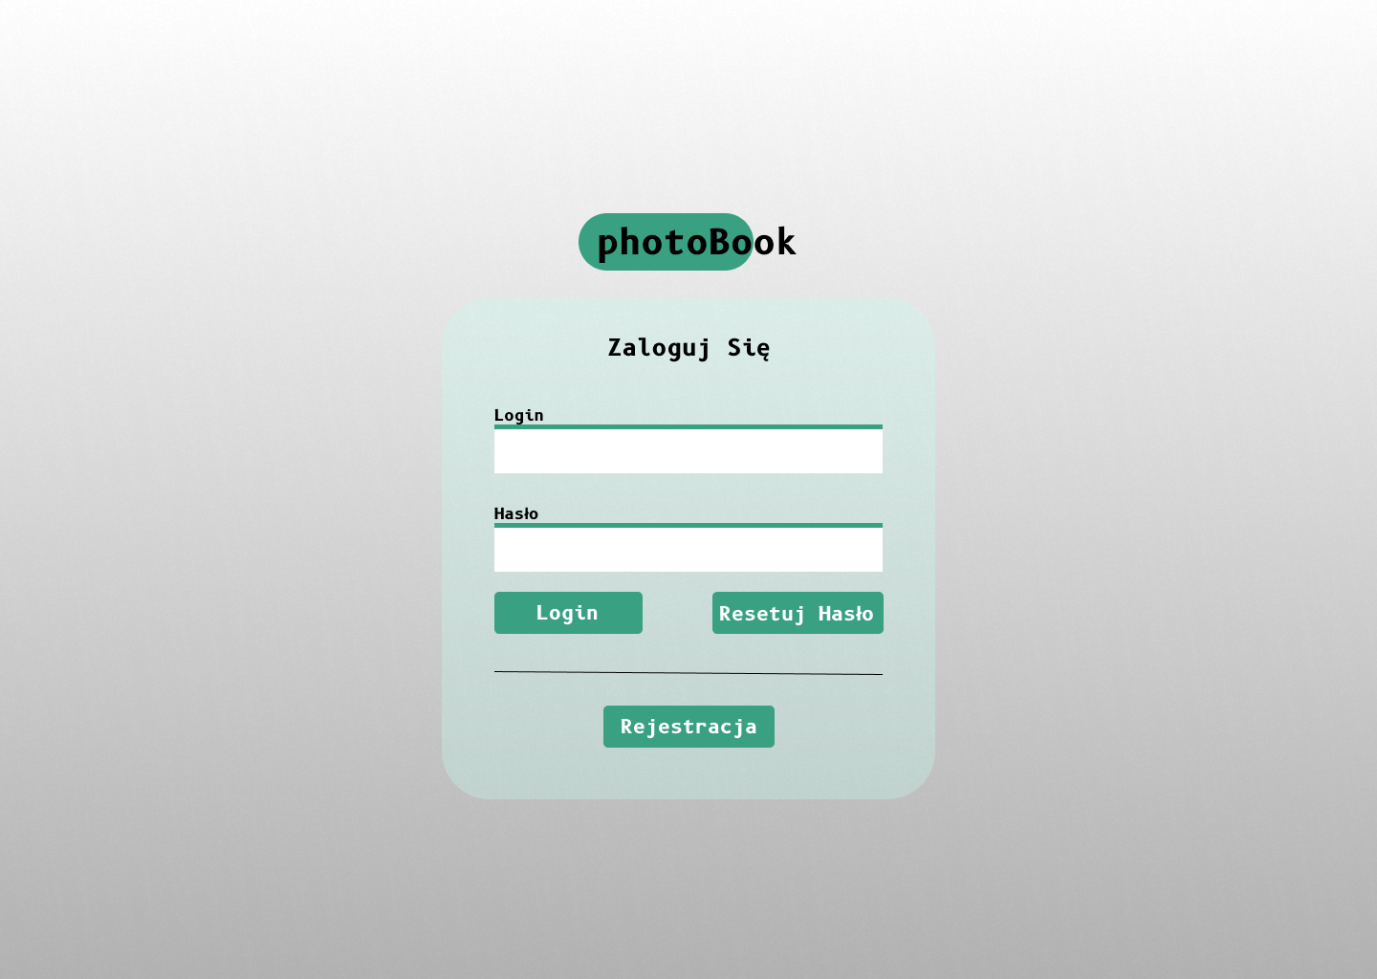 photoBook
Zaloguj Się
Login
Hasło
Login
Resetuj Hasło
Rejestracja